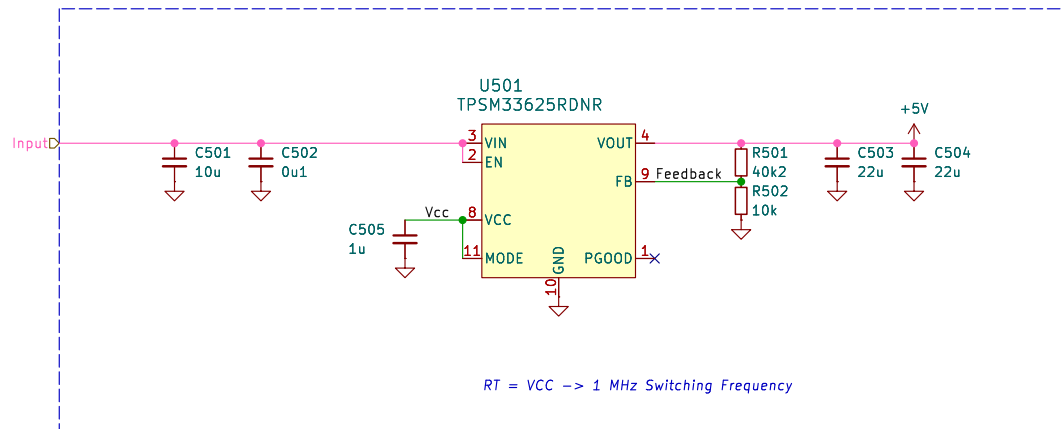 U501
TPSM33625RDNR
+5V
Input
C501
10u
C502
0u1
3
VIN
2
EN
VOUT
4
R501
40k2
C503
22u
C504
22u
FB
9
Feedback
R502
10k
Vcc
8
VCC
C505
1u
11
MODE
GND
10
PGOOD
1
RT = VCC -> 1 MHz Switching Frequency